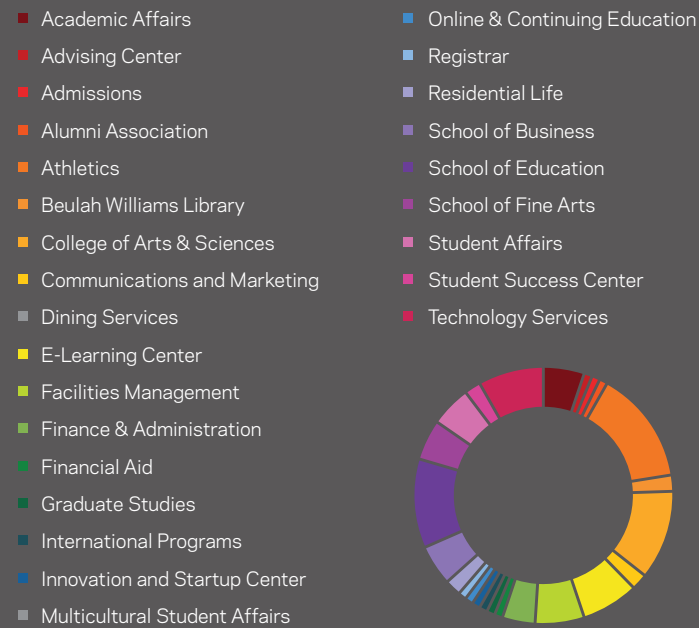 Academic Affairs
Advising Center
Admissions
Alumni Association
Athletics
Beulah Williams Library
College of Arts & Sciences
Communications and Marketing
Dining Services
E-Learning Center
Facilities Management
Finance & Administration
Financial Aid
Graduate Studies
International Programs
Innovation and Startup Center
Multicultural Student Affairs
Online & Continuing Education
Registrar
Residential Life
School of Business
School of Education
School of Fine Arts
Student Affairs
Student Success Center
Technology Services